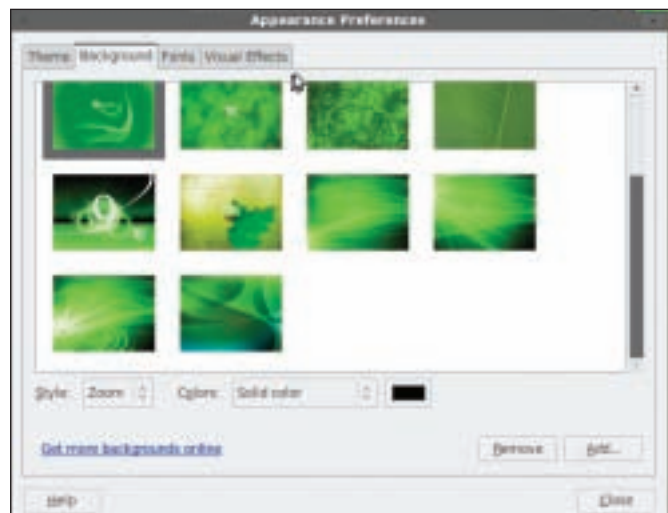 Appearance Preferences
Theme Background Fonts Visual Effects
Style: Zoom Colors: Solid color
Get more backgrounds online Remove Add...
Help Close